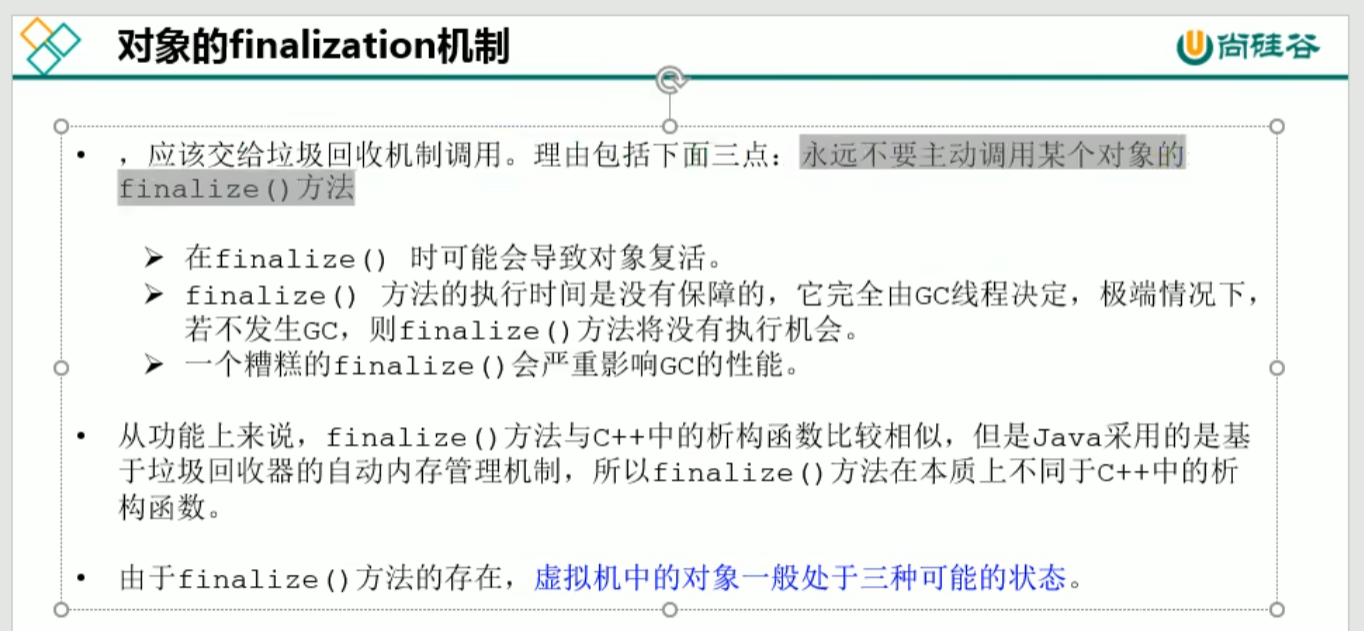 对象的finalization机制
尚硅谷
• ，应该交给垃圾回收机制调用。理由包括下面三点：永远不要主动调用某个对象的
finalize()方法
➢ 在finalize() 时可能会导致对象复活。
➢ finalize() 方法的执行时间是没有保障的，它完全由GC线程决定，极端情况下，
若不发生GC，则finalize()方法将没有执行机会。
➢ 一个糟糕的finalize()会严重影响GC的性能。
• 从功能上来说，finalize()方法与C++中的析构函数比较相似，但是Java采用的是基
于垃圾回收器的自动内存管理机制，所以finalize()方法在本质上不同于C++中的析
构函数。
• 由于finalize()方法的存在，虚拟机中的对象一般处于三种可能的状态。